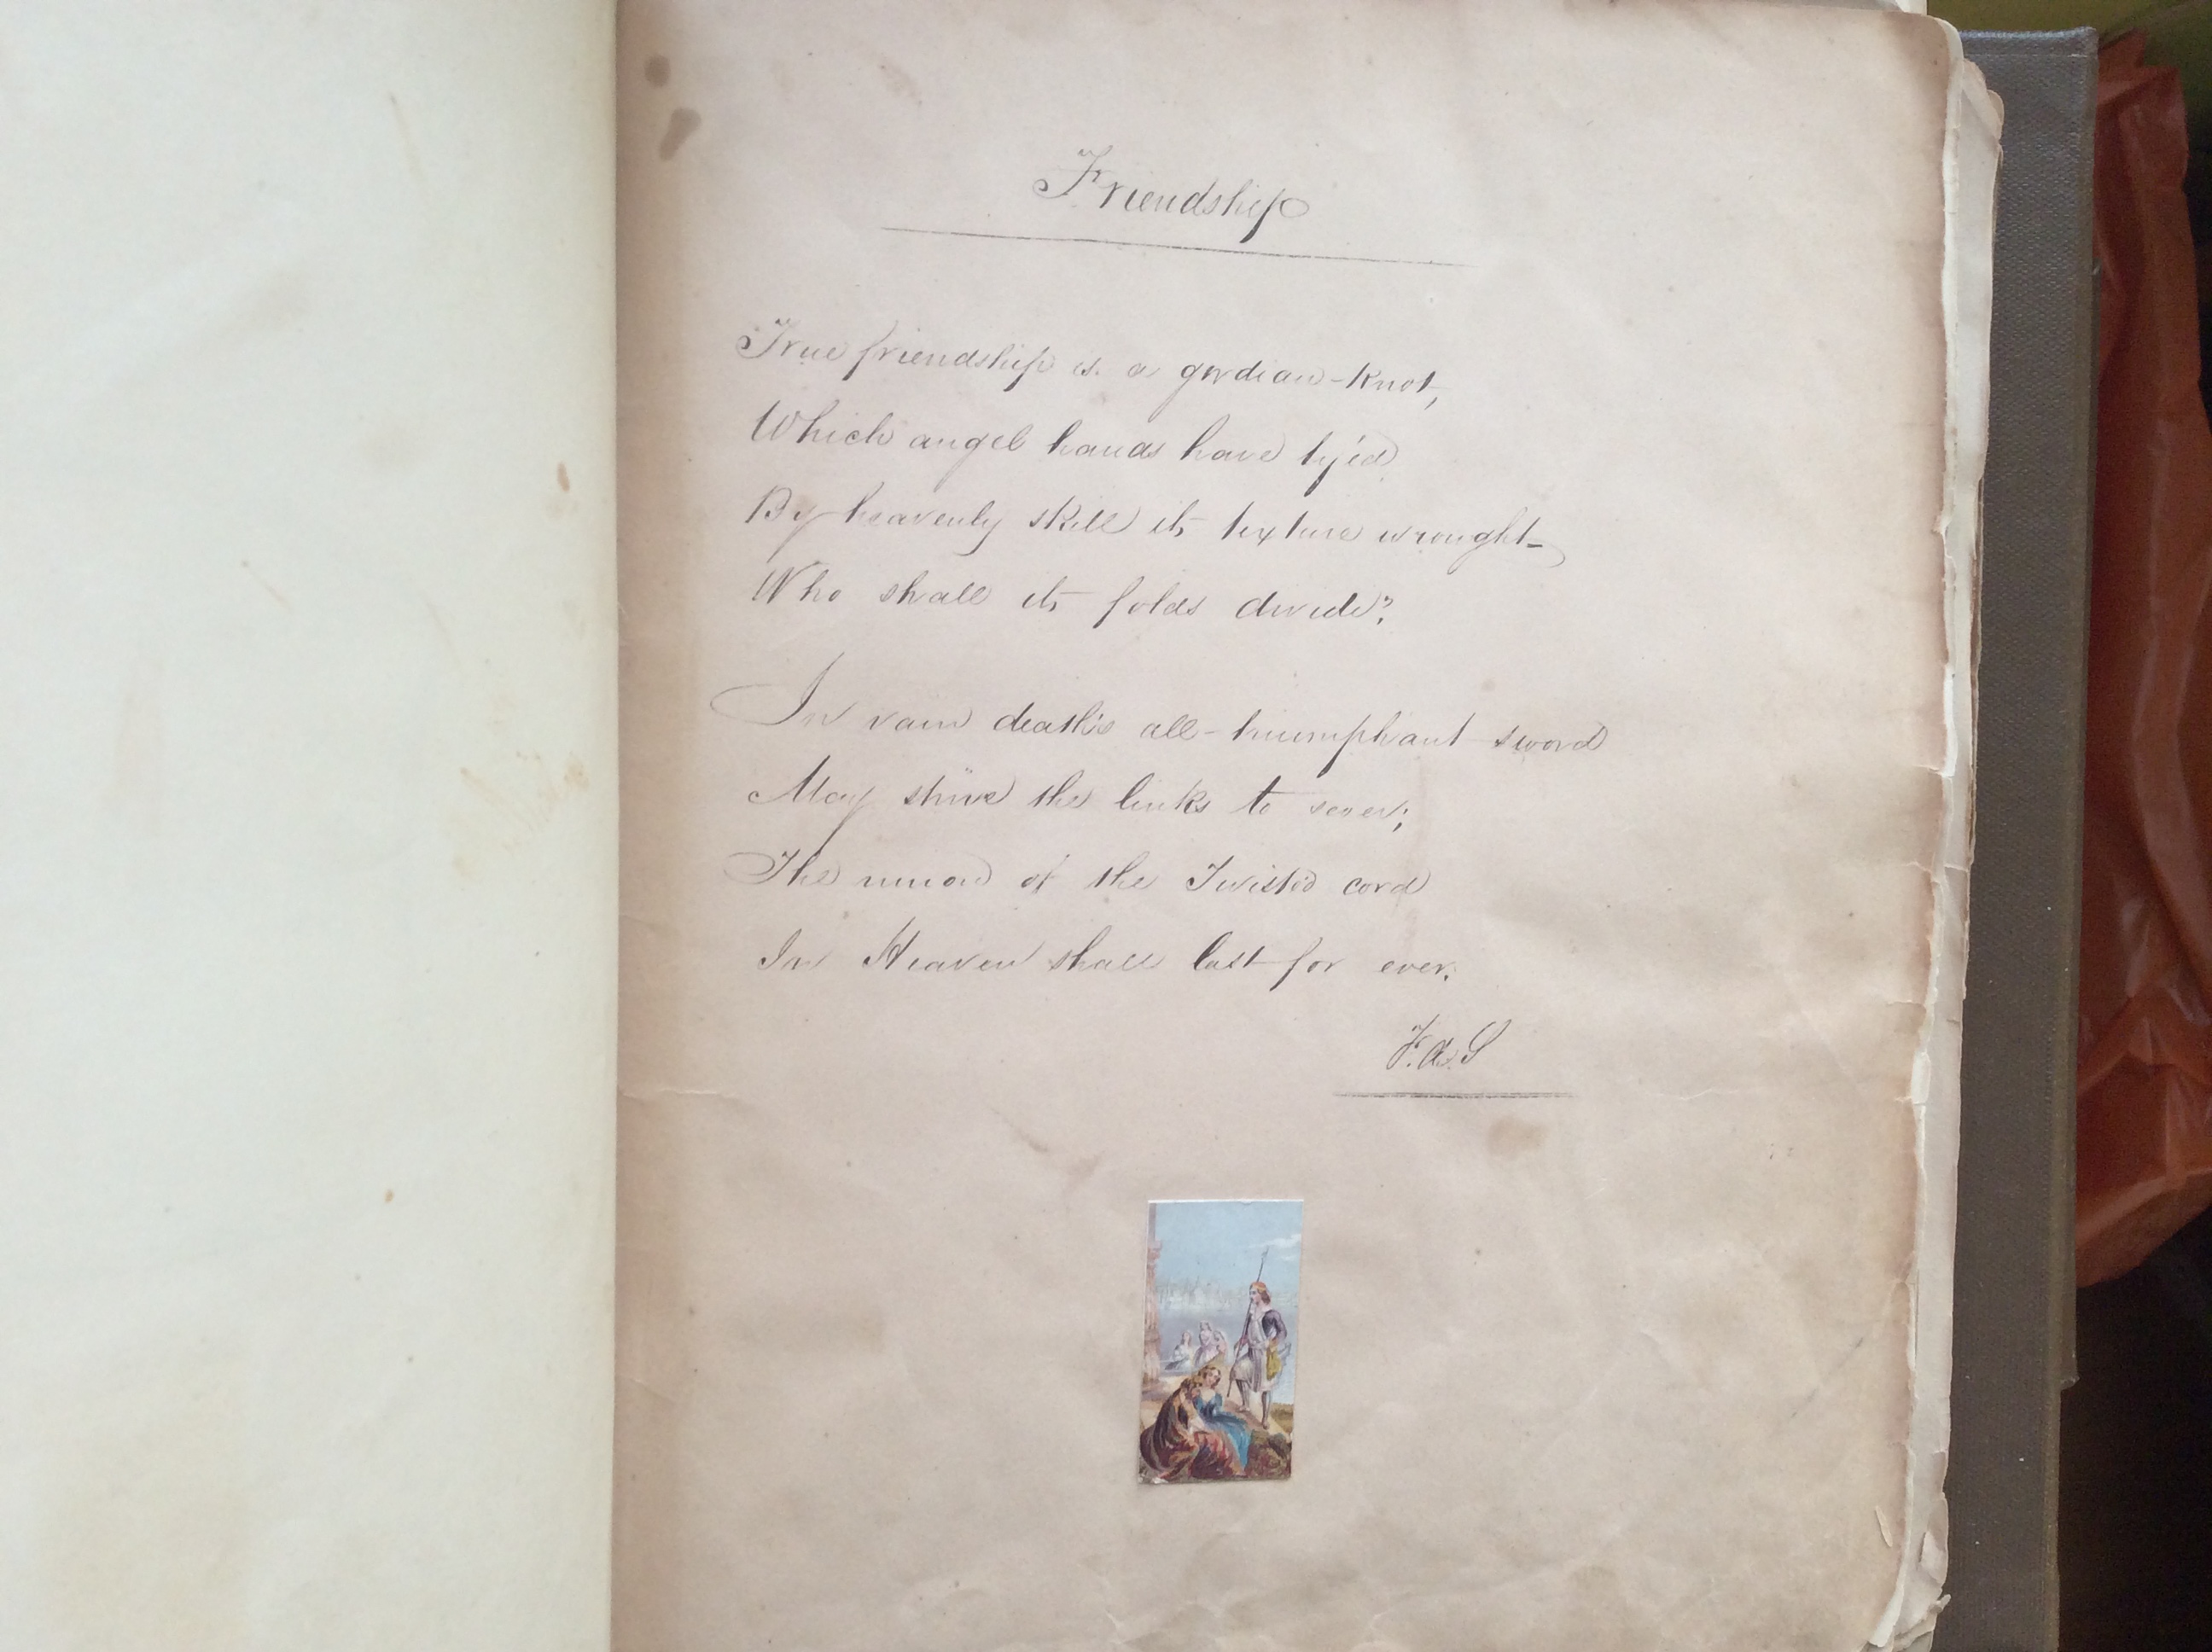 Friendship
True friendship is a gordian-knot,
Which angel hands have ty'd
By heavenly skill its texture wrought
Who shall its folds divide?
In vain death's all-triumphant sword
May strive the links to sever;
The union of the Twisted cord
In Heaven shall last for ever.
F.A.S